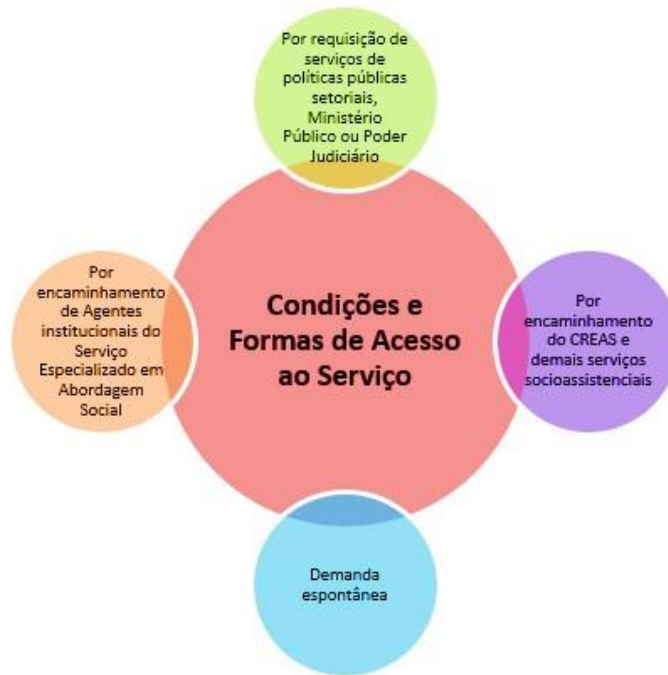 Por requisição de
serviços de
políticas públicas
setoriais,
Ministério
Público ou Poder
Judiciário
Por
encaminhamento
de Agentes
institucionais do
Serviço
Especializado em
Abordagem
Social
Condições e
Formas de Acesso
ao Serviço
Por
encaminhamento
do CREAS e
demais serviços
socioassistenciais
Demanda
espontânea